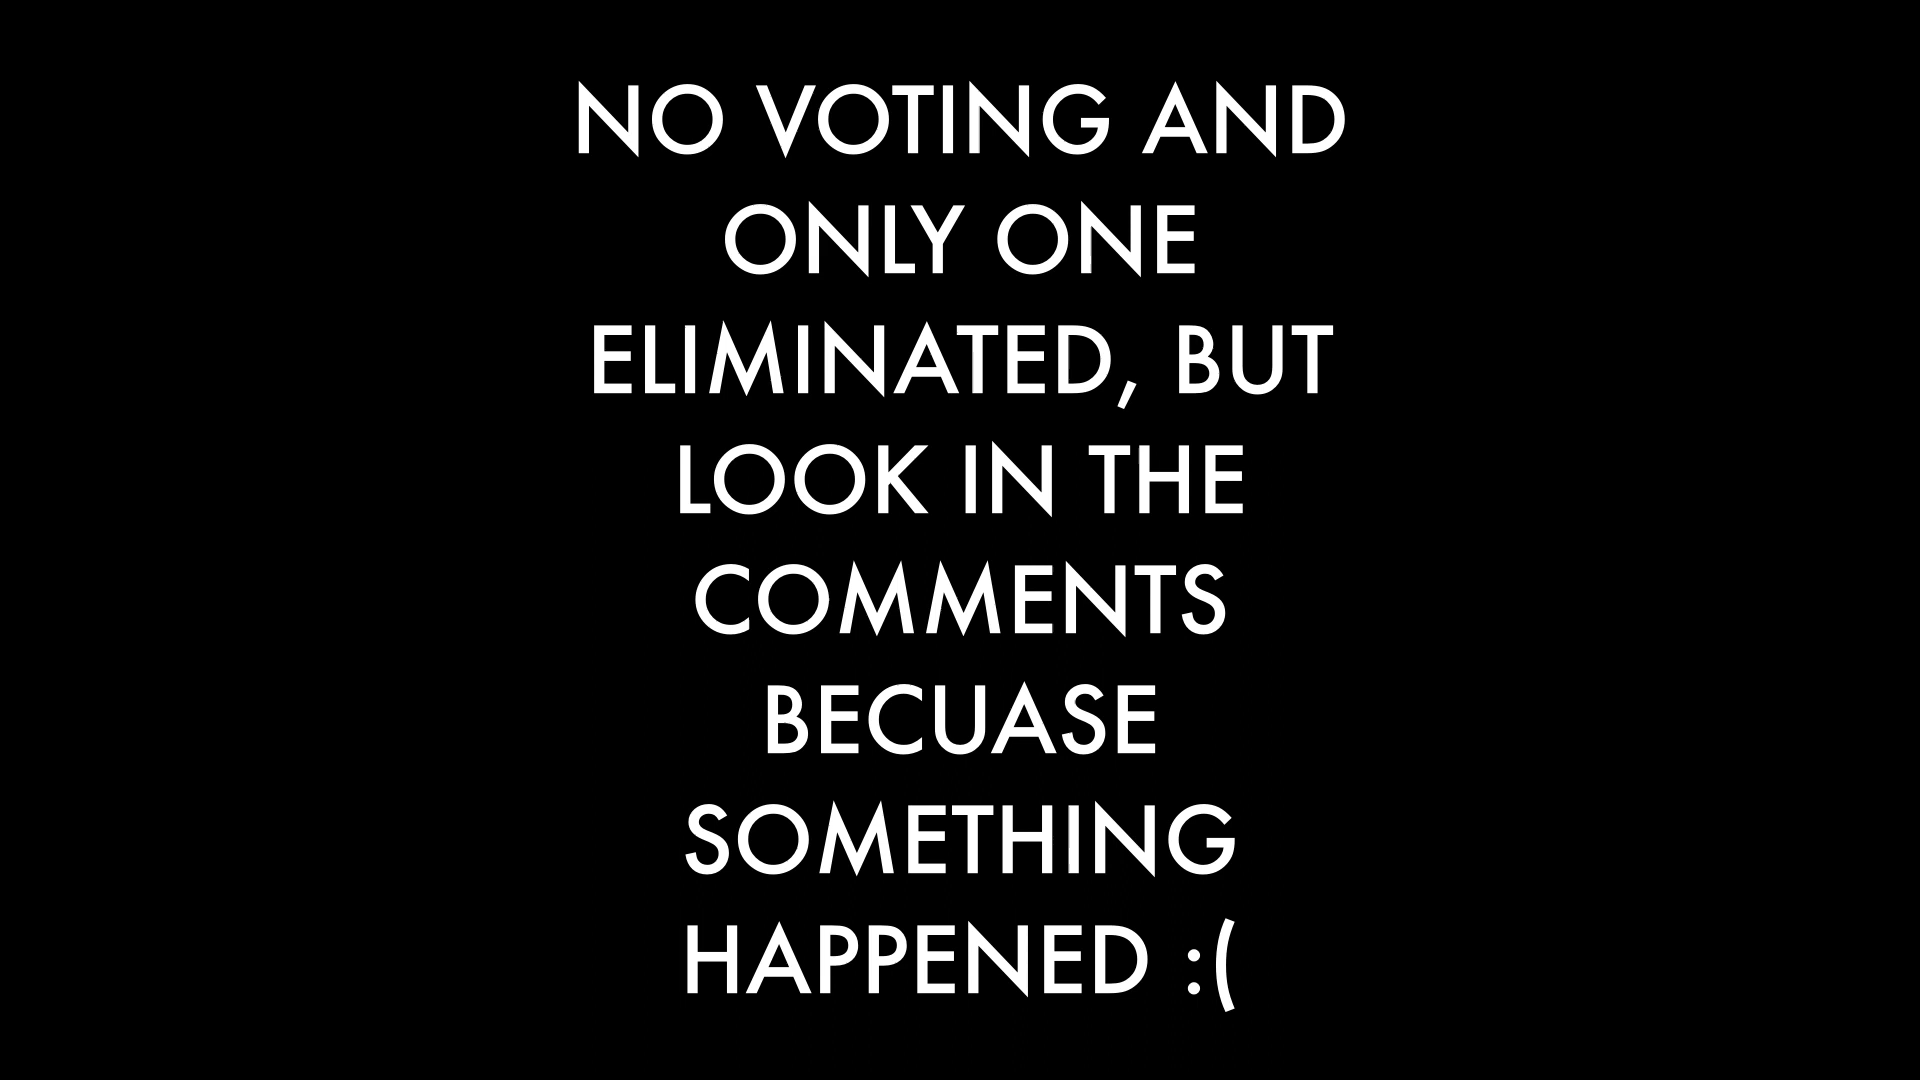 NO VOTING AND
ONLY ONE
ELIMINATED, BUT
LOOK IN THE
COMMENTS
BECUASE
SOMETHING
HAPPENED :(